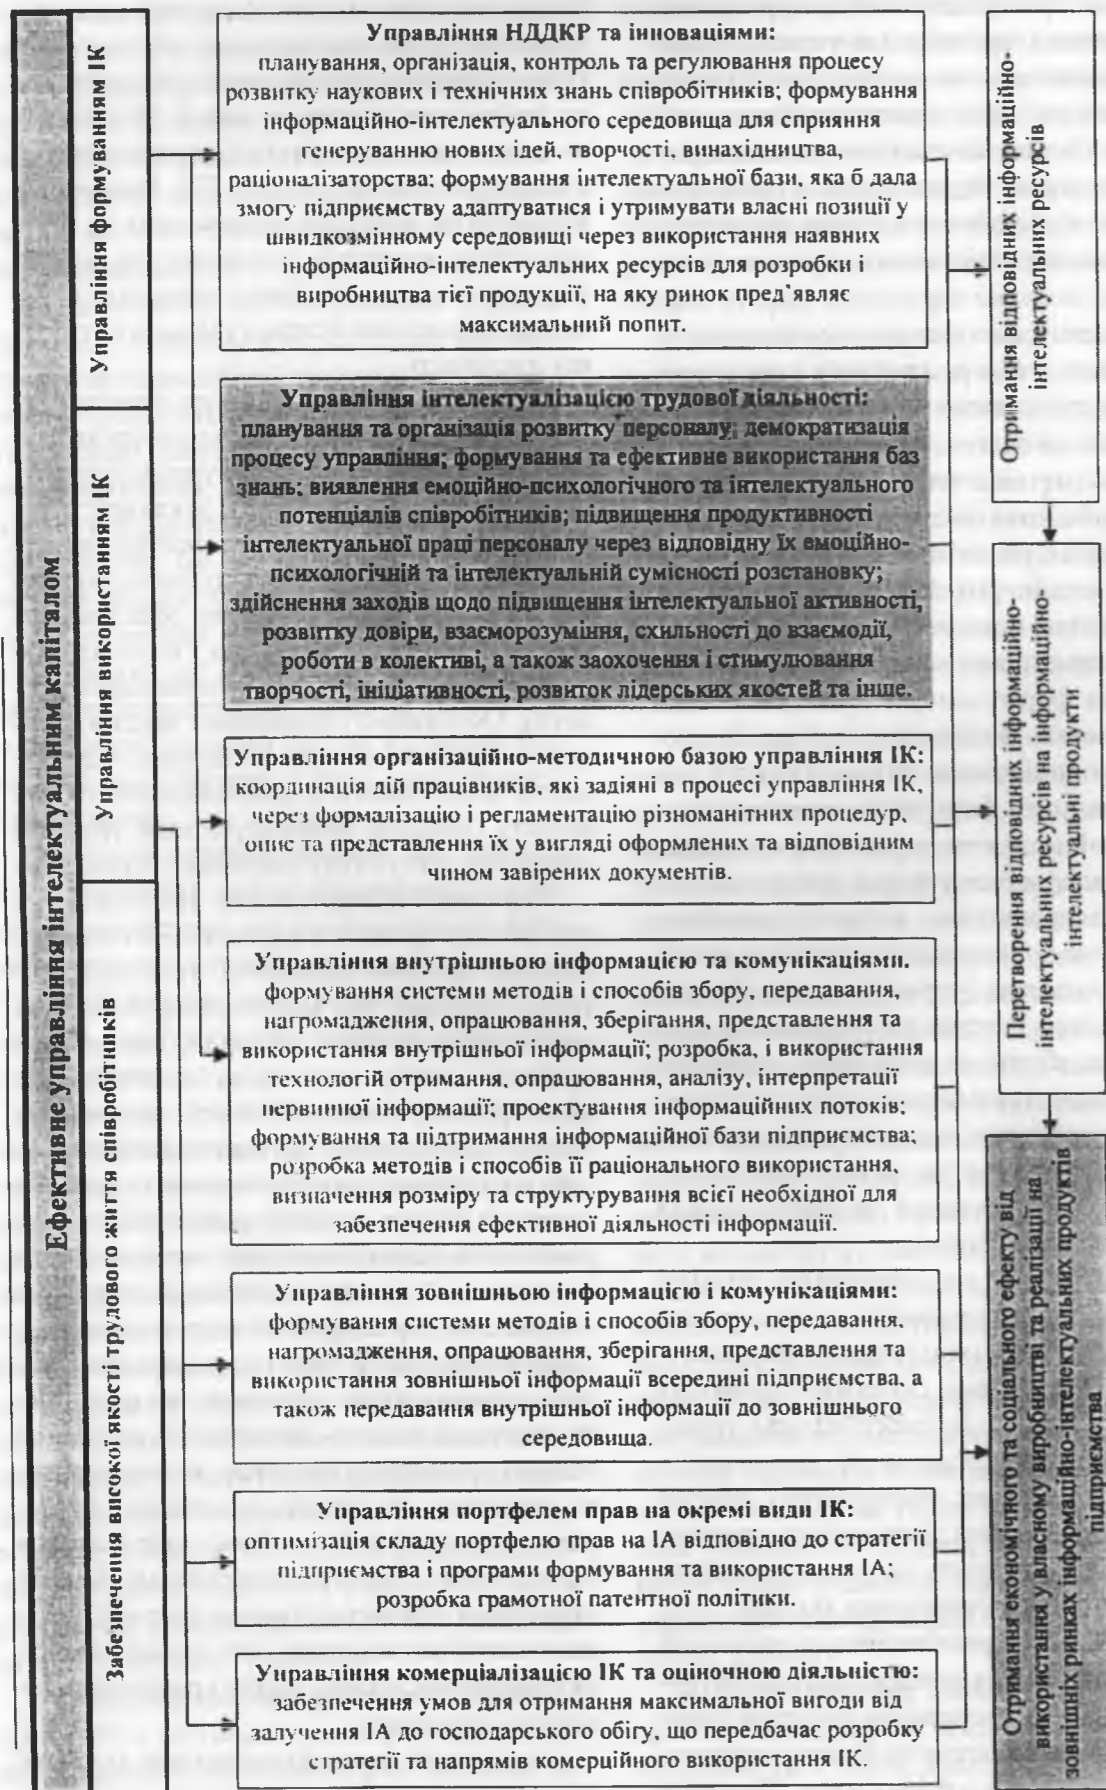 Ефективне управління інтелектуальним капіталом
Управління формуванням ІК
Управління використанням ІК
Забезпечення високої якості трудового життя співробітників
Управління НДДКР та інноваціями:
планування, організація, контроль та регулювання процесу
розвитку наукових і технічних знань співробітників; формування
інформаційно-інтелектуального середовища для сприяння
генеруванню нових ідей, творчості, винахідництва,
раціоналізаторства; формування інтелектуальної бази, яка б дала
змогу підприємству адаптуватися і утримувати власні позиції у
швидкозмінному середовищі через використання наявних
інформаційно-інтелектуальних ресурсів для розробки і
виробництва тієї продукції, на яку ринок пред`являє
максимальний попит.
Управління інтелектуалізацією трудової діяльності:
планування та організація розвитку персоналу; демократизація
процесу управління; формування та ефективне використання баз
знань; виявлення емоційно-психологічного та інтелектуального
потенціалів співробітників; підвищення продуктивності
інтелектуальної праці персоналу через відповідну їх емоційно-
психологічній та інтелектуальній сумісності розстановку;
здійснення заходів щодо підвищення інтелектуальної активності,
розвитку довіри, взаєморозуміння, схильності до взаємодії,
роботи в колективі, а також заохочення і стимулювання
творчості, ініціативності, розвиток лідерських якостей та інше.
Управління організаційно-методичною базою управління ІК:
координація дій працівників, які задіяні в процесі управління ІК,
через формалізацію і регламентацію різноманітних процедур,
опис та представлення їх у вигляді оформлених та відповідним
чином завірених документів.
Управління внутрішньою інформацією та комунікаціями.
формування системи методів і способів збору, передавання,
нагромадження, опрацювання, зберігання, представлення та
використання внутрішньої інформації; розробка, і використання
технологій отримання, опрацювання, аналізу, інтерпретації
первинної інформації; проектування інформаційних потоків;
формування та підтримання інформаційної бази підприємства;
розробка методів і способів її раціонального використання,
визначення розміру та структурування всієї необхідної для
забезпечення ефективної діяльності інформації.
Управління зовнішньою інформацією і комунікаціями:
формування системи методів і способів збору, передавання,
нагромадження, опрацювання, зберігання, представлення та
використання зовнішньої інформації всередині підприємства, а
також передавання внутрішньої інформації до зовнішнього
середовища.
Управління портфелем прав на окремі види ІК:
оптимізація складу портфелю прав на ІА відповідно до стратегії
підприємства і програми формування та використання ІА;
розробка грамотної патентної політики.
Управління комерціалізацією ІК та оціночною діяльністю:
забезпечення умов для отримання максимальної вигоди від
залучення ІА до господарського обігу, що передбачає розробку
стратегії та напрямів комерційного використання ІК.
Отримання відповідних інформаційно-
інтелектуальних ресурсів
Перетворення відповідних інформаційно-
інтелектуальних ресурсів на інформаційно-
інтелектуальні продукти
Отримання економічного та соціального ефекту від
використання у власному виробництві та реалізації на
зовнішніх ринках інформаційно-інтелектуальних продуктів
підприємства